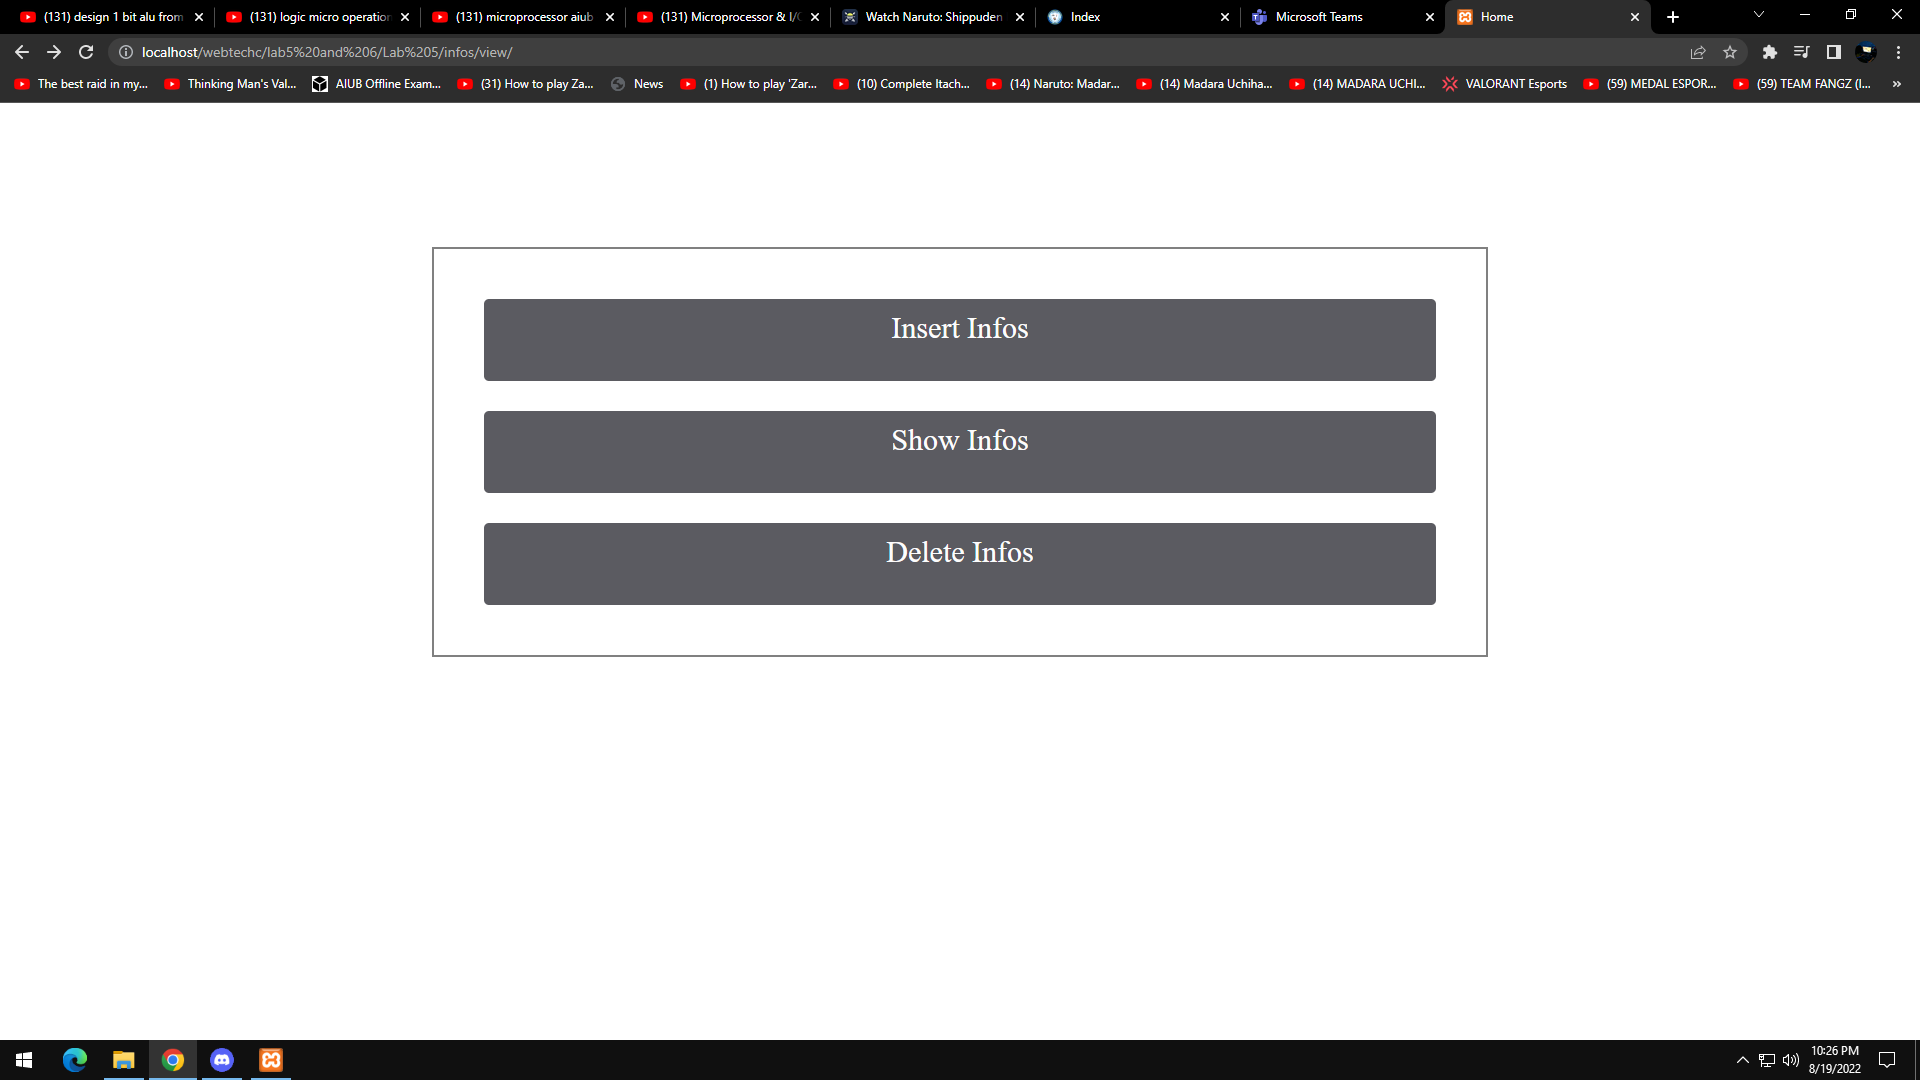 (131) design 1 bit alu from
(131) logic micro operation
(131) microprocessor aiub
(131) Microprocessor & I/O
Watch Naruto: Shippuden
Index
Microsoft Teams
Home
localhost/webtechc/lab5%20and%206/Lab%205/infos/view/
The best raid in my...
Thinking Man's Val...
AIUB Offline Exam...
(31) How to play Za...
News
(1) How to play 'Zar...
(10) Complete Itach...
(14) Naruto: Madar...
(14) Madara Uchiha...
(14) MADARA UCHI...
VALORANT Esports
(59) MEDAL ESPOR...
(59) TEAM FANGZ (I...
Insert Infos
Show Infos
Delete Infos
10:26 PM
8/19/2022